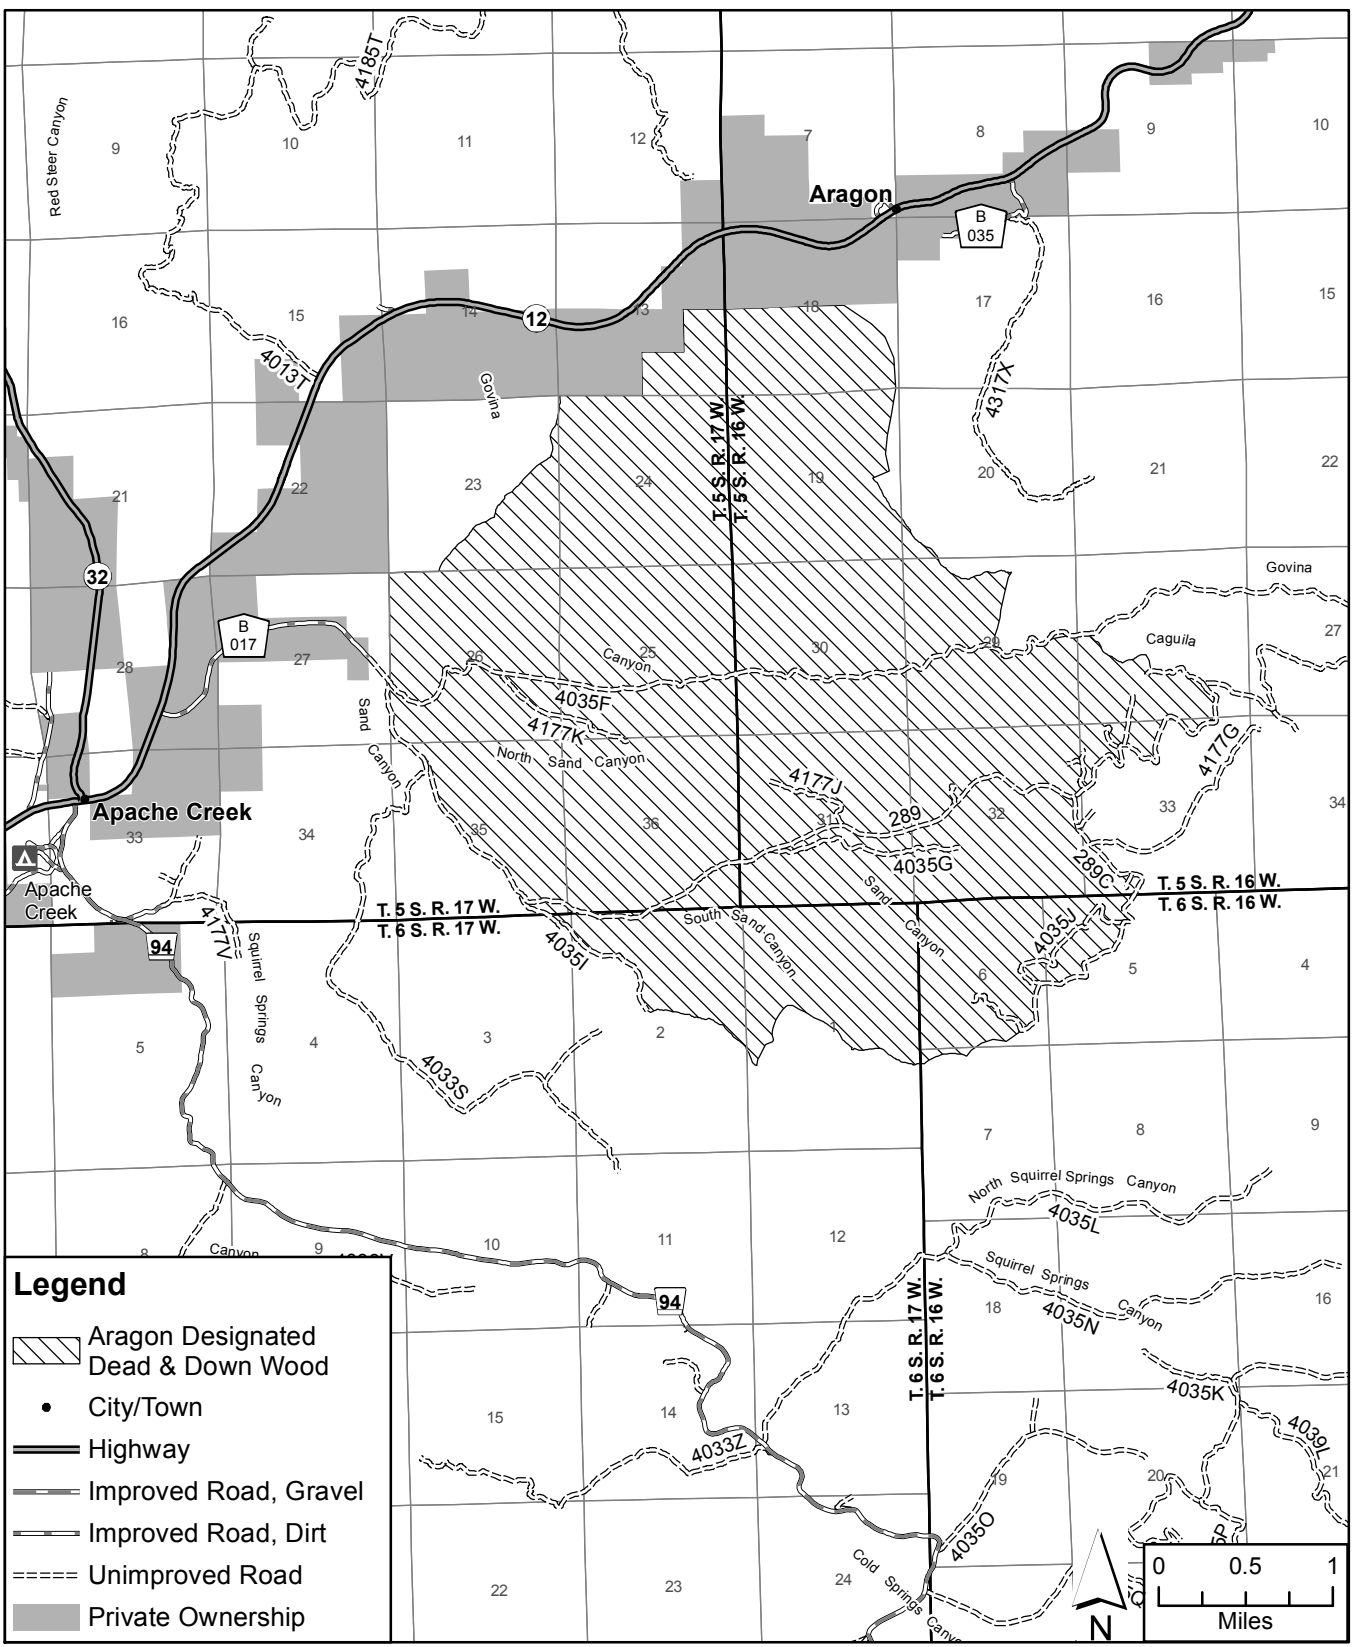 4185T
Red Steer Canyon
9
10
11
12
7
8
9
10
Aragon
B
035
16
15
14
12
13
18
17
16
15
4013T
Govina
4317X
T. 5 S. R. 17 W.
T. 5 S. R. 16 W.
21
22
23
24
19
20
21
22
32
Govina
B
017
28
27
26
Canyon
25
30
29
Caguila
27
4035F
4177K
Sand Canyon
North Sand Canyon
4177G
4177J
289
Apache Creek
33
34
35
36
31
32
33
34
4035G
289C
Apache
Creek
Sand Canyon
T. 5 S. R. 17 W.
T. 6 S. R. 17 W.
T. 5 S. R. 16 W.
T. 6 S. R. 16 W.
4177V
94
South Sand Canyon
4035I
4035J
Squirrel Springs Canyon
5
4
3
2
1
6
5
4
4033S
7
8
9
North Squirrel Springs Canyon
4035L
8
Canyon
9
10
11
12
Squirrel Springs Canyon
4035N
94
18
16
T. 6 S. R. 17 W.
T. 6 S. R. 16 W.
4035K
4039L
15
14
13
4033Z
19
20
21
4035O
5P
22
23
24
Cold Springs Canyo
Q
Legend
Aragon Designated
Dead & Down Wood
City/Town
Highway
Improved Road, Gravel
Improved Road, Dirt
Unimproved Road
Private Ownership
N
0 0.5 1
Miles